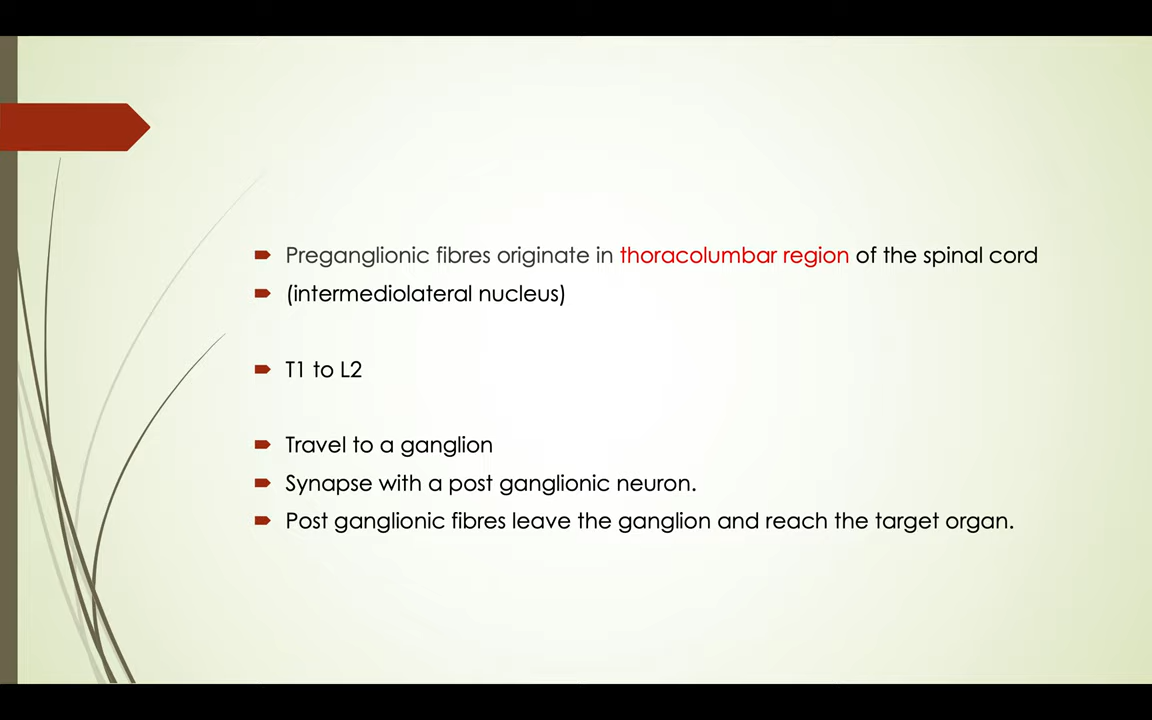 Preganglionic fibres originate in thoracolumbar region of the spinal cord
(intermediolateral nucleus)
T1 to L2
Travel to a ganglion
Synapse with a post ganglionic neuron.
Post ganglionic fibres leave the ganglion and reach the target organ.